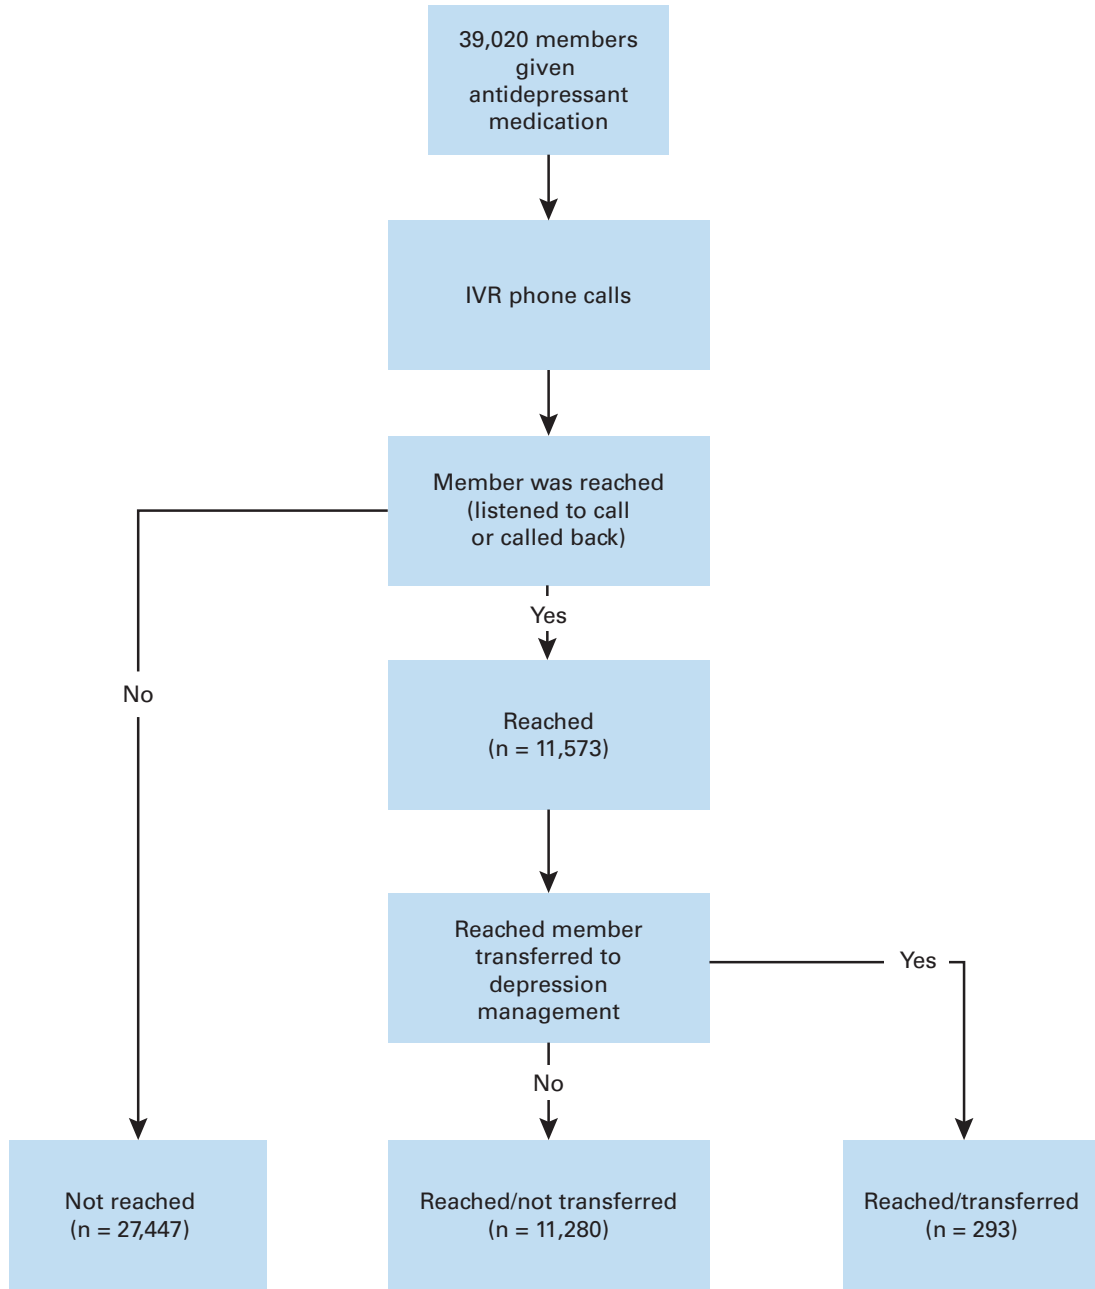 39,020 members
given
antidepressant
medication
IVR phone calls
Member was reached
(listened to call
or called back)
Yes
No
Reached
(n = 11,573)
Reached member
transferred to
depression
management
Yes
No
Not reached
(n = 27,447)
Reached/not transferred
(n = 11,280)
Reached/transferred
(n = 293)